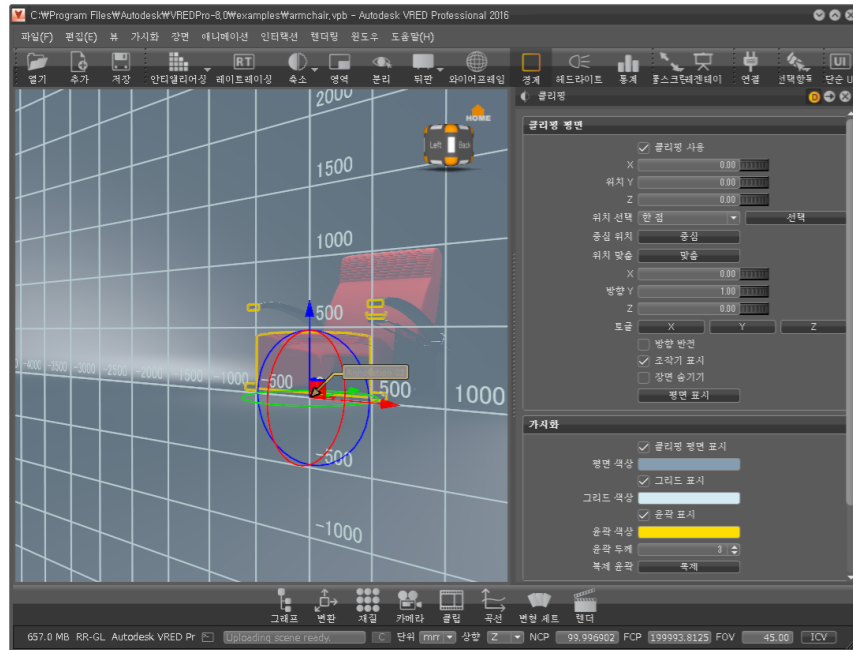 C:₩Program Files₩Autodesk₩VREDPro-8,0₩examples₩armchair,vpb - Autodesk VRED Professional 2016
파일(F) 편집(E) 뷰 가시화 장면 애니메이션 인터랙션 렌더링 윈도우 도움말(H)
RT UI
열기 추가 저장 안티앨리어싱 레이트레이싱 축소 영역 분리 뒤판 와이어프레임 경계 헤드라이트 통계 연결 단순 U
클리핑
D
클리핑 평면
클리핑 사용
X 0.00
위치 Y 0.00
Z 0.00
위치 선택 한 점 선택
중심 위치 중심
위치 맞춤 맞춤
X 0.00
방향 Y 1.00
Z 0.00
토글 X Y Z
방향 반전
조작기 표시
장면 숨기기
평면 표시
가시화
클리핑 평면 표시
평면 색상
그리드 표시
그리드 색상
윤곽 표시
윤곽 색상
윤곽 두께 3
복제 윤곽 복제
HOME
Left Back
2000
1500
1000
500
-4000 -3500 -3000 -2500 -2000 -1500 -1000 -500 500 1000
-500
-1000
그래프 변환 재질 카메라 클립 곡선 변형 세트 렌더
657.0 MB RR-GL Autodesk VRED Pr Uploading scene ready. C 단위 mm 상향 Z NCP 99.996902 FCP 199993.8125 FOV 45.00 ICV